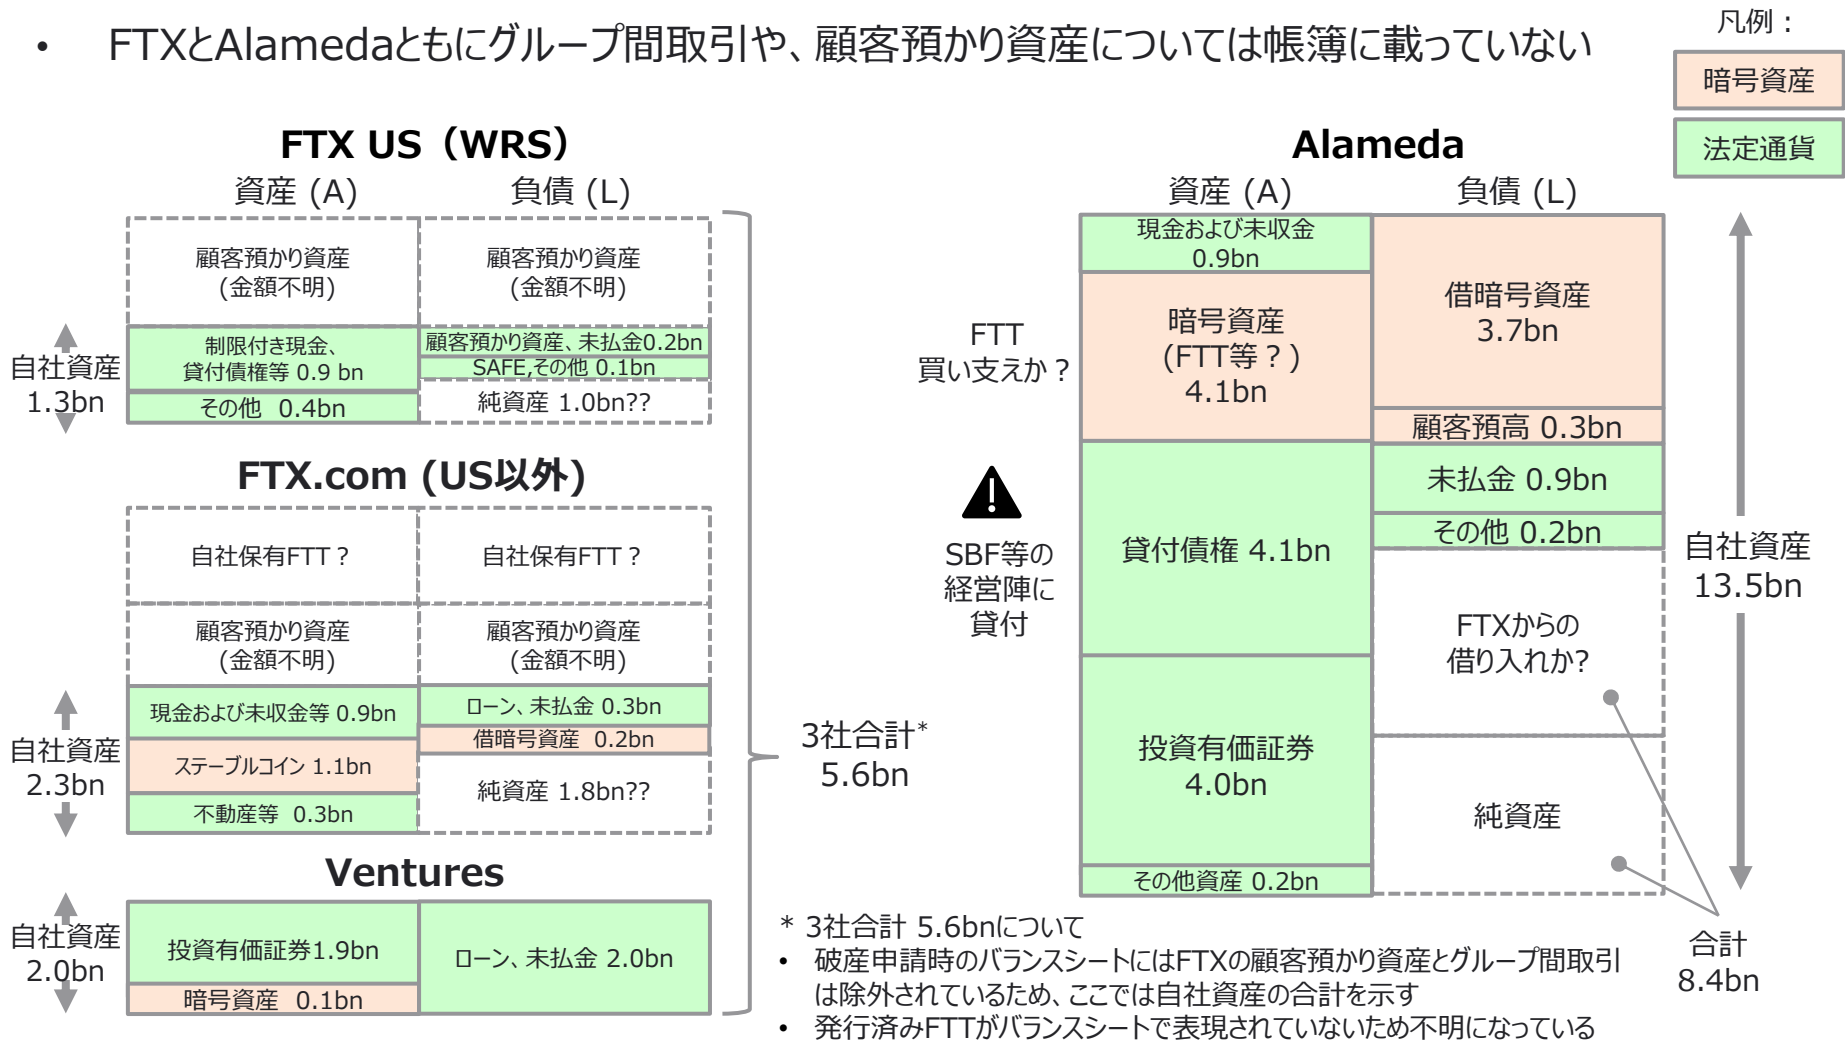 • FTXとAlamedaともにグループ間取引や、顧客預かり資産については帳簿に載っていない
凡例：
暗号資産
法定通貨
FTX US（WRS）
資産 (A)
負債 (L)
顧客預かり資産
(金額不明)
顧客預かり資産
(金額不明)
自社資産
1.3bn
制限付き現金、
貸付債権等 0.9 bn
その他 0.4bn
顧客預かり資産、未払金0.2bn
SAFE,その他 0.1bn
純資産 1.0bn??
FTX.com (US以外)
自社保有FTT？
自社保有FTT？
顧客預かり資産
(金額不明)
顧客預かり資産
(金額不明)
自社資産
2.3bn
現金および未収金等 0.9bn
ステーブルコイン 1.1bn
不動産等 0.3bn
ローン、未払金 0.3bn
借暗号資産 0.2bn
純資産 1.8bn??
Ventures
自社資産
2.0bn
投資有価証券1.9bn
暗号資産 0.1bn
ローン、未払金 2.0bn
3社合計*
5.6bn
Alameda
資産 (A)
負債 (L)
FTT
買い支えか？
SBF等の
経営陣に
貸付
現金および未収金
0.9bn
暗号資産
(FTT等？)
4.1bn
貸付債権 4.1bn
投資有価証券
4.0bn
その他資産 0.2bn
借暗号資産
3.7bn
顧客預高 0.3bn
未払金 0.9bn
その他 0.2bn
FTXからの
借り入れか?
純資産
自社資産
13.5bn
合計
8.4bn
* 3社合計 5.6bnについて
• 破産申請時のバランスシートにはFTXの顧客預かり資産とグループ間取引
は除外されているため、ここでは自社資産の合計を示す
• 発行済みFTTがバランスシートで表現されていないため不明になっている